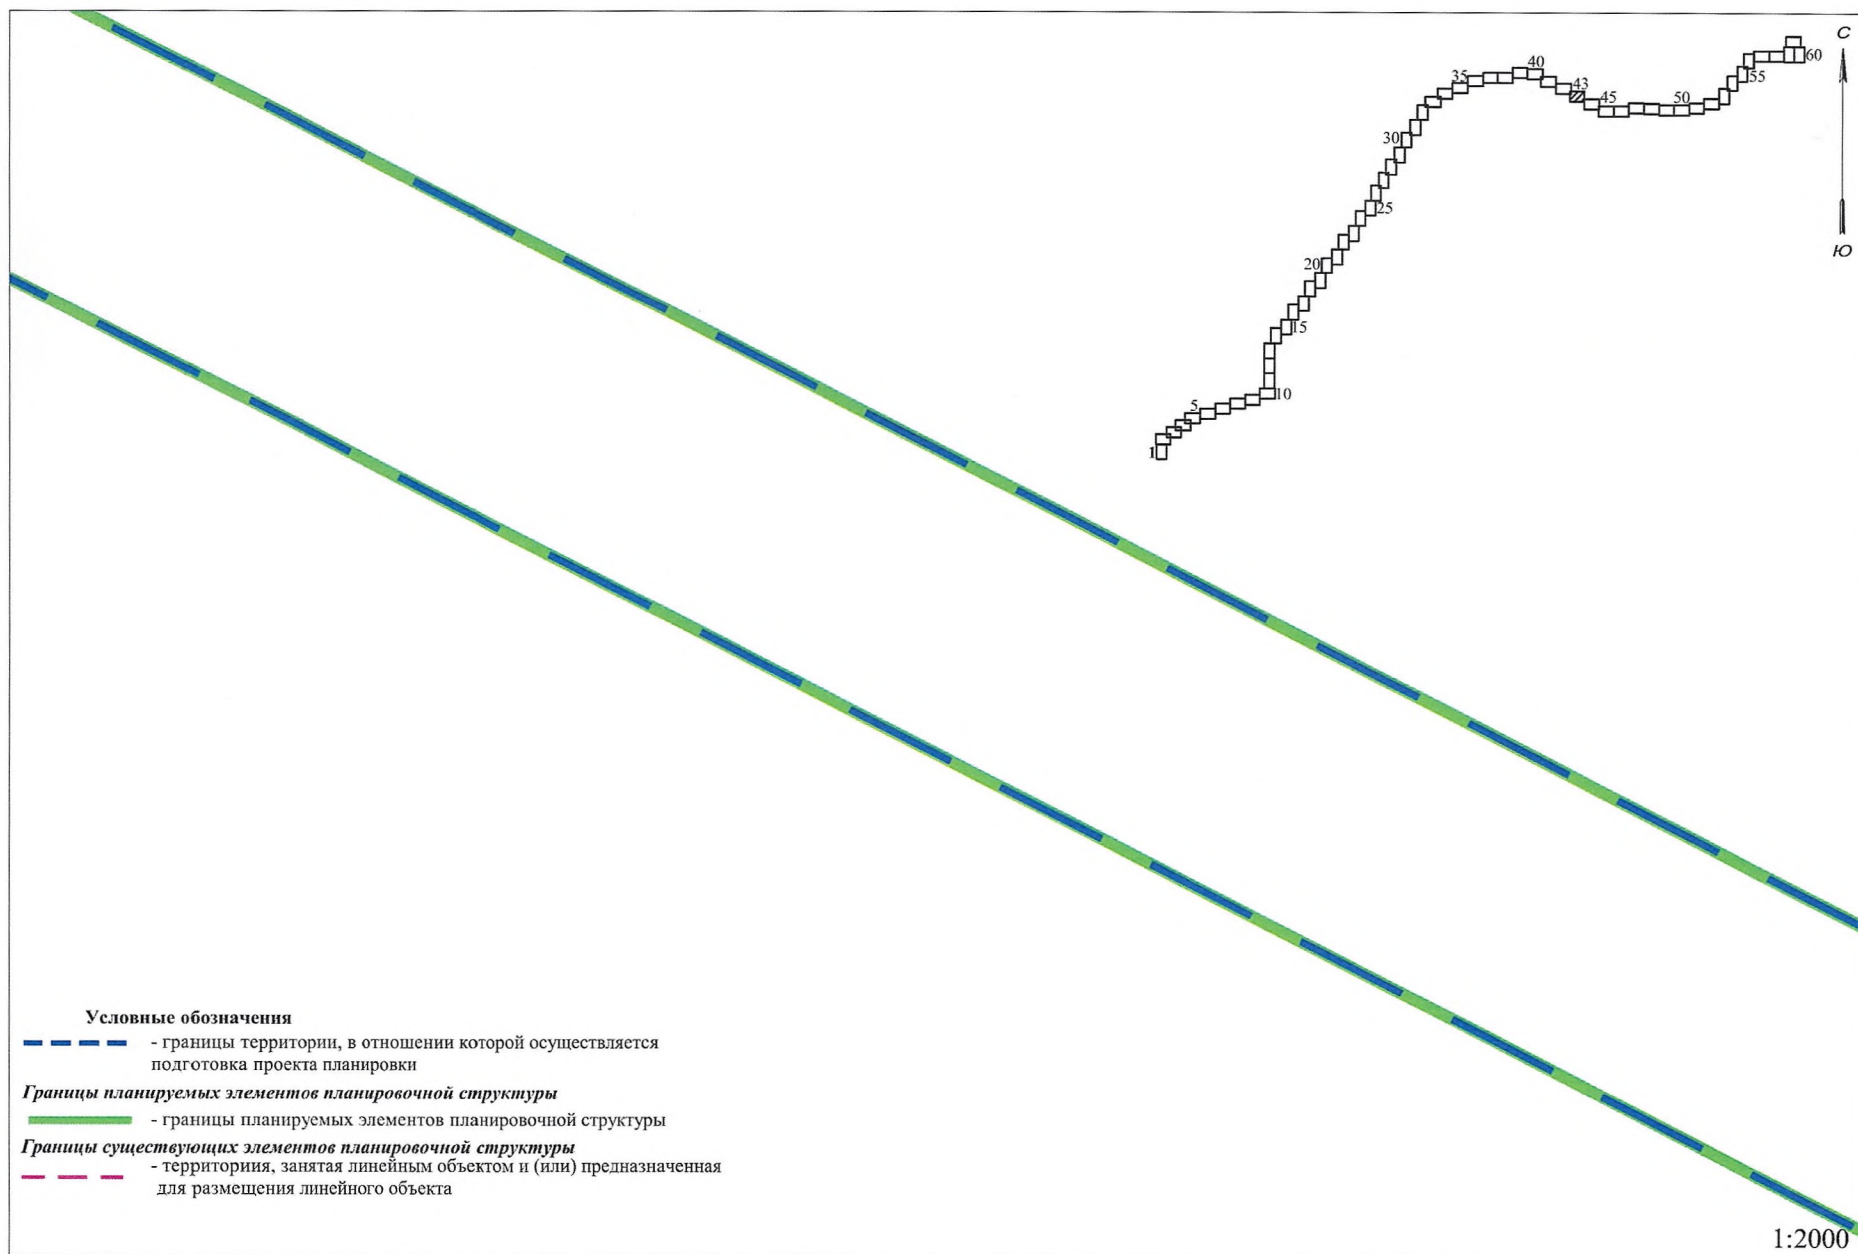 С
60
40
35
55
43
45
50
30
25
Ю
20
15
10
5
1
Условные обозначения
- границы территории, в отношении которой осуществляется
подготовка проекта планировки
Границы планируемых элементов планировочной структуры
- границы планируемых элементов планировочной структуры
Границы существующих элементов планировочной структуры
- территориия, занятая линейным объектом и (или) предназначенная
для размещения линейного объекта
1:2000